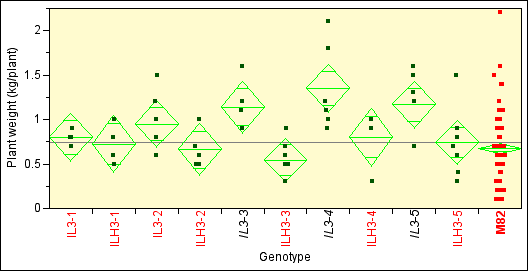 Plant weight (kg/plant)
2
1.5
1
0.5
0
IL3-1
ILH3-1
IL3-2
ILH3-2
IL3-3
ILH3-3
IL3-4
ILH3-4
IL3-5
ILH3-5
M82
Genotype